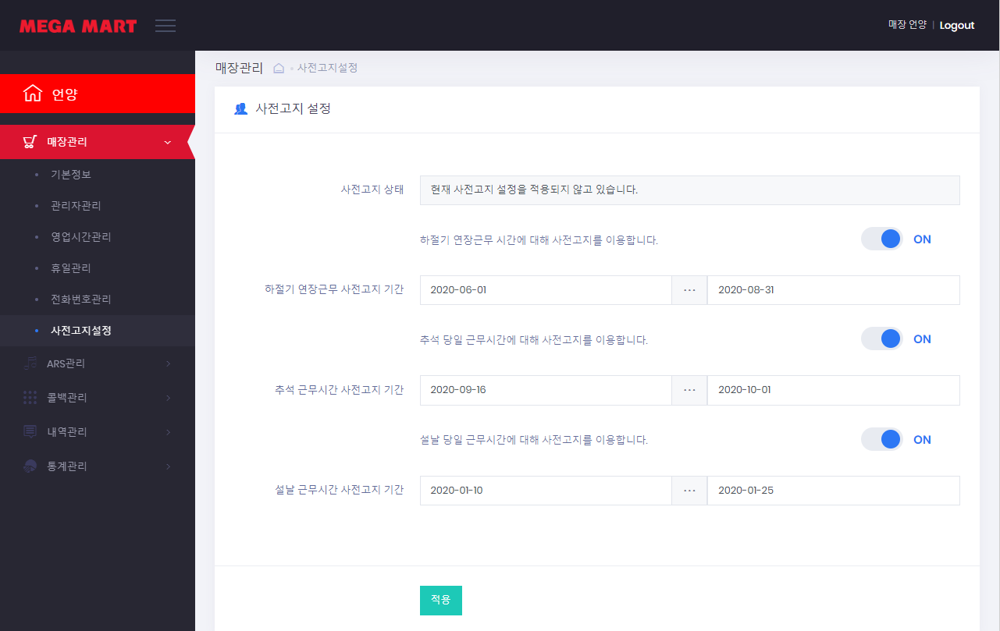 MEGA MART
매장 언양 | Logout
언양
매장관리
기본정보
관리자관리
영업시간관리
휴일관리
전화번호관리
사전고지설정
ARS관리
콜백관리
내역관리
통계관리
매장관리 • 사전고지설정
사전고지 설정
사전고지 상태 현재 사전고지 설정을 적용되지 않고 있습니다.
하절기 연장근무 시간에 대해 사전고지를 이용합니다. ON
하절기 연장근무 사전고지 기간 2020-06-01 ... 2020-08-31
추석 당일 근무시간에 대해 사전고지를 이용합니다. ON
추석 근무시간 사전고지 기간 2020-09-16 ... 2020-10-01
설날 당일 근무시간에 대해 사전고지를 이용합니다. ON
설날 근무시간 사전고지 기간 2020-01-10 ... 2020-01-25
적용